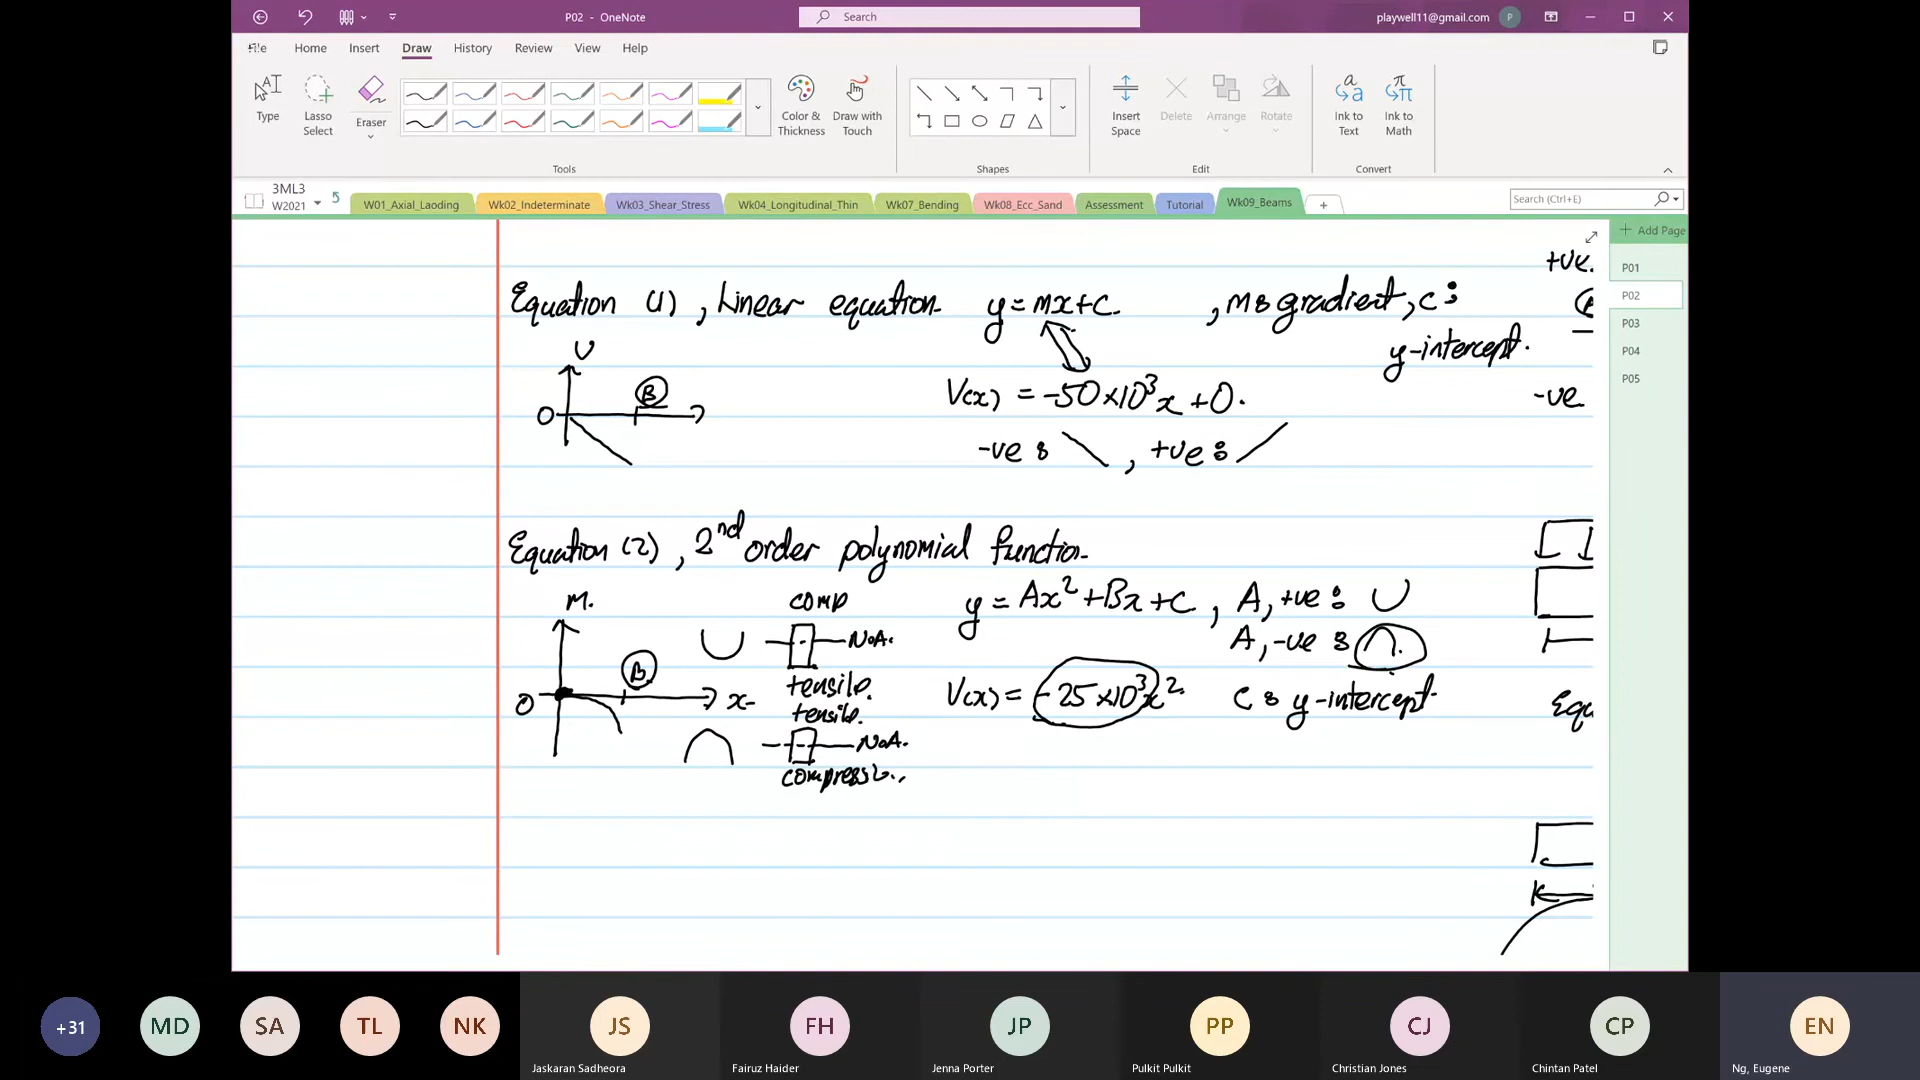 P02 - OneNote
Search
playwell11@gmail.com
P
File Home Insert Draw History Review View Help
Type
Lasso Select
Eraser
Color & Thickness
Draw with Touch
Insert Space
Delete
Arrange
Rotate
Ink to Text
Ink to Math
Tools
Shapes
Edit
Convert
3ML3 W2021
W01_Axial_Laoding
Wk02_Indeterminate
Wk03_Shear_Stress
Wk04_Longitudinal_Thin
Wk07_Bending
Wk08_Ecc_Sand
Assessment
Tutorial
Wk09_Beams
Search (Ctrl+E)
Add Page
P01
P02
P03
P04
P05
+ve.
Equation (1), Linear equation. y = mx+c. , m: gradient, c:
y-intercept.
V
B
O
V(x) = -50×10³x +0.
-ve
-ve : , +ve :
Equation (2), 2nd order polynomial function.
M.
comp
y = Ax²+Bx+c , A, +ve :
N.A.
A, -ve :
B
O
x
tensile.
V(x) = -25×10³x²
c : y-intercept
Equ
tensile.
N.A.
compressi..
+31
MD
SA
TL
NK
JS
FH
JP
PP
CJ
CP
EN
Jaskaran Sadheora
Fairuz Haider
Jenna Porter
Pulkit Pulkit
Christian Jones
Chintan Patel
Ng, Eugene